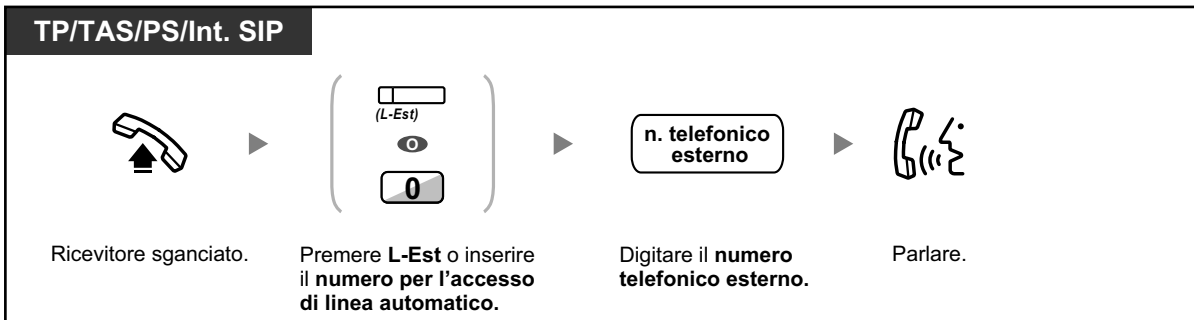 TP/TAS/PS/Int. SIP
(L-Est)
O
0
n. telefonico
esterno
Ricevitore sganciato.
Premere L-Est o inserire
il numero per l'accesso
di linea automatico.
Digitare il numero
telefonico esterno.
Parlare.